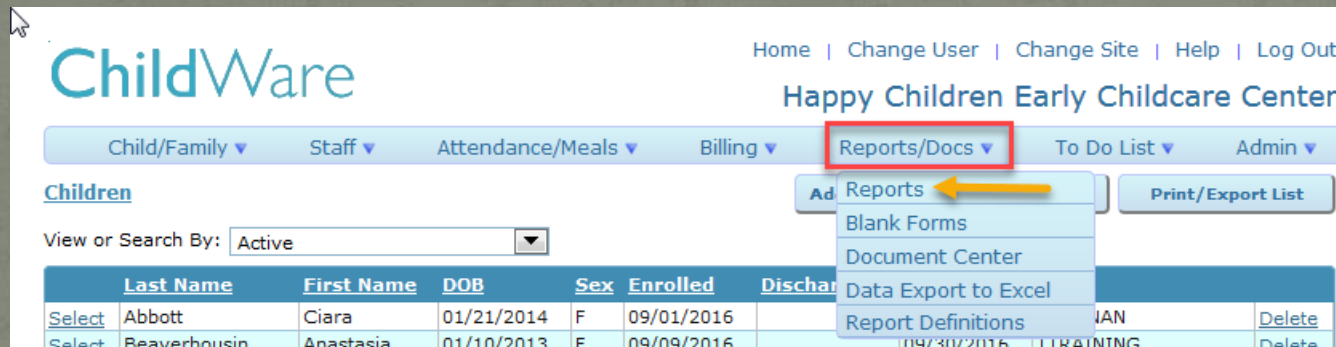 Home | Change User | Change Site | Help | Log Out
ChildWare
Happy Children Early Childcare Center
Child/Family Staff Attendance/Meals Billing Reports/Docs To Do List Admin
Children Reports Print/Export List
Blank Forms
View or Search By: Active
Document Center
Last Name First Name DOB Sex Enrolled Data Export to Excel
Select Abbott Ciara 01/21/2014 F 09/01/2016 Report Definitions Delete
Select Beaverhousin Anastasia 01/10/2013 F 09/09/2016 09/30/2016 Delete